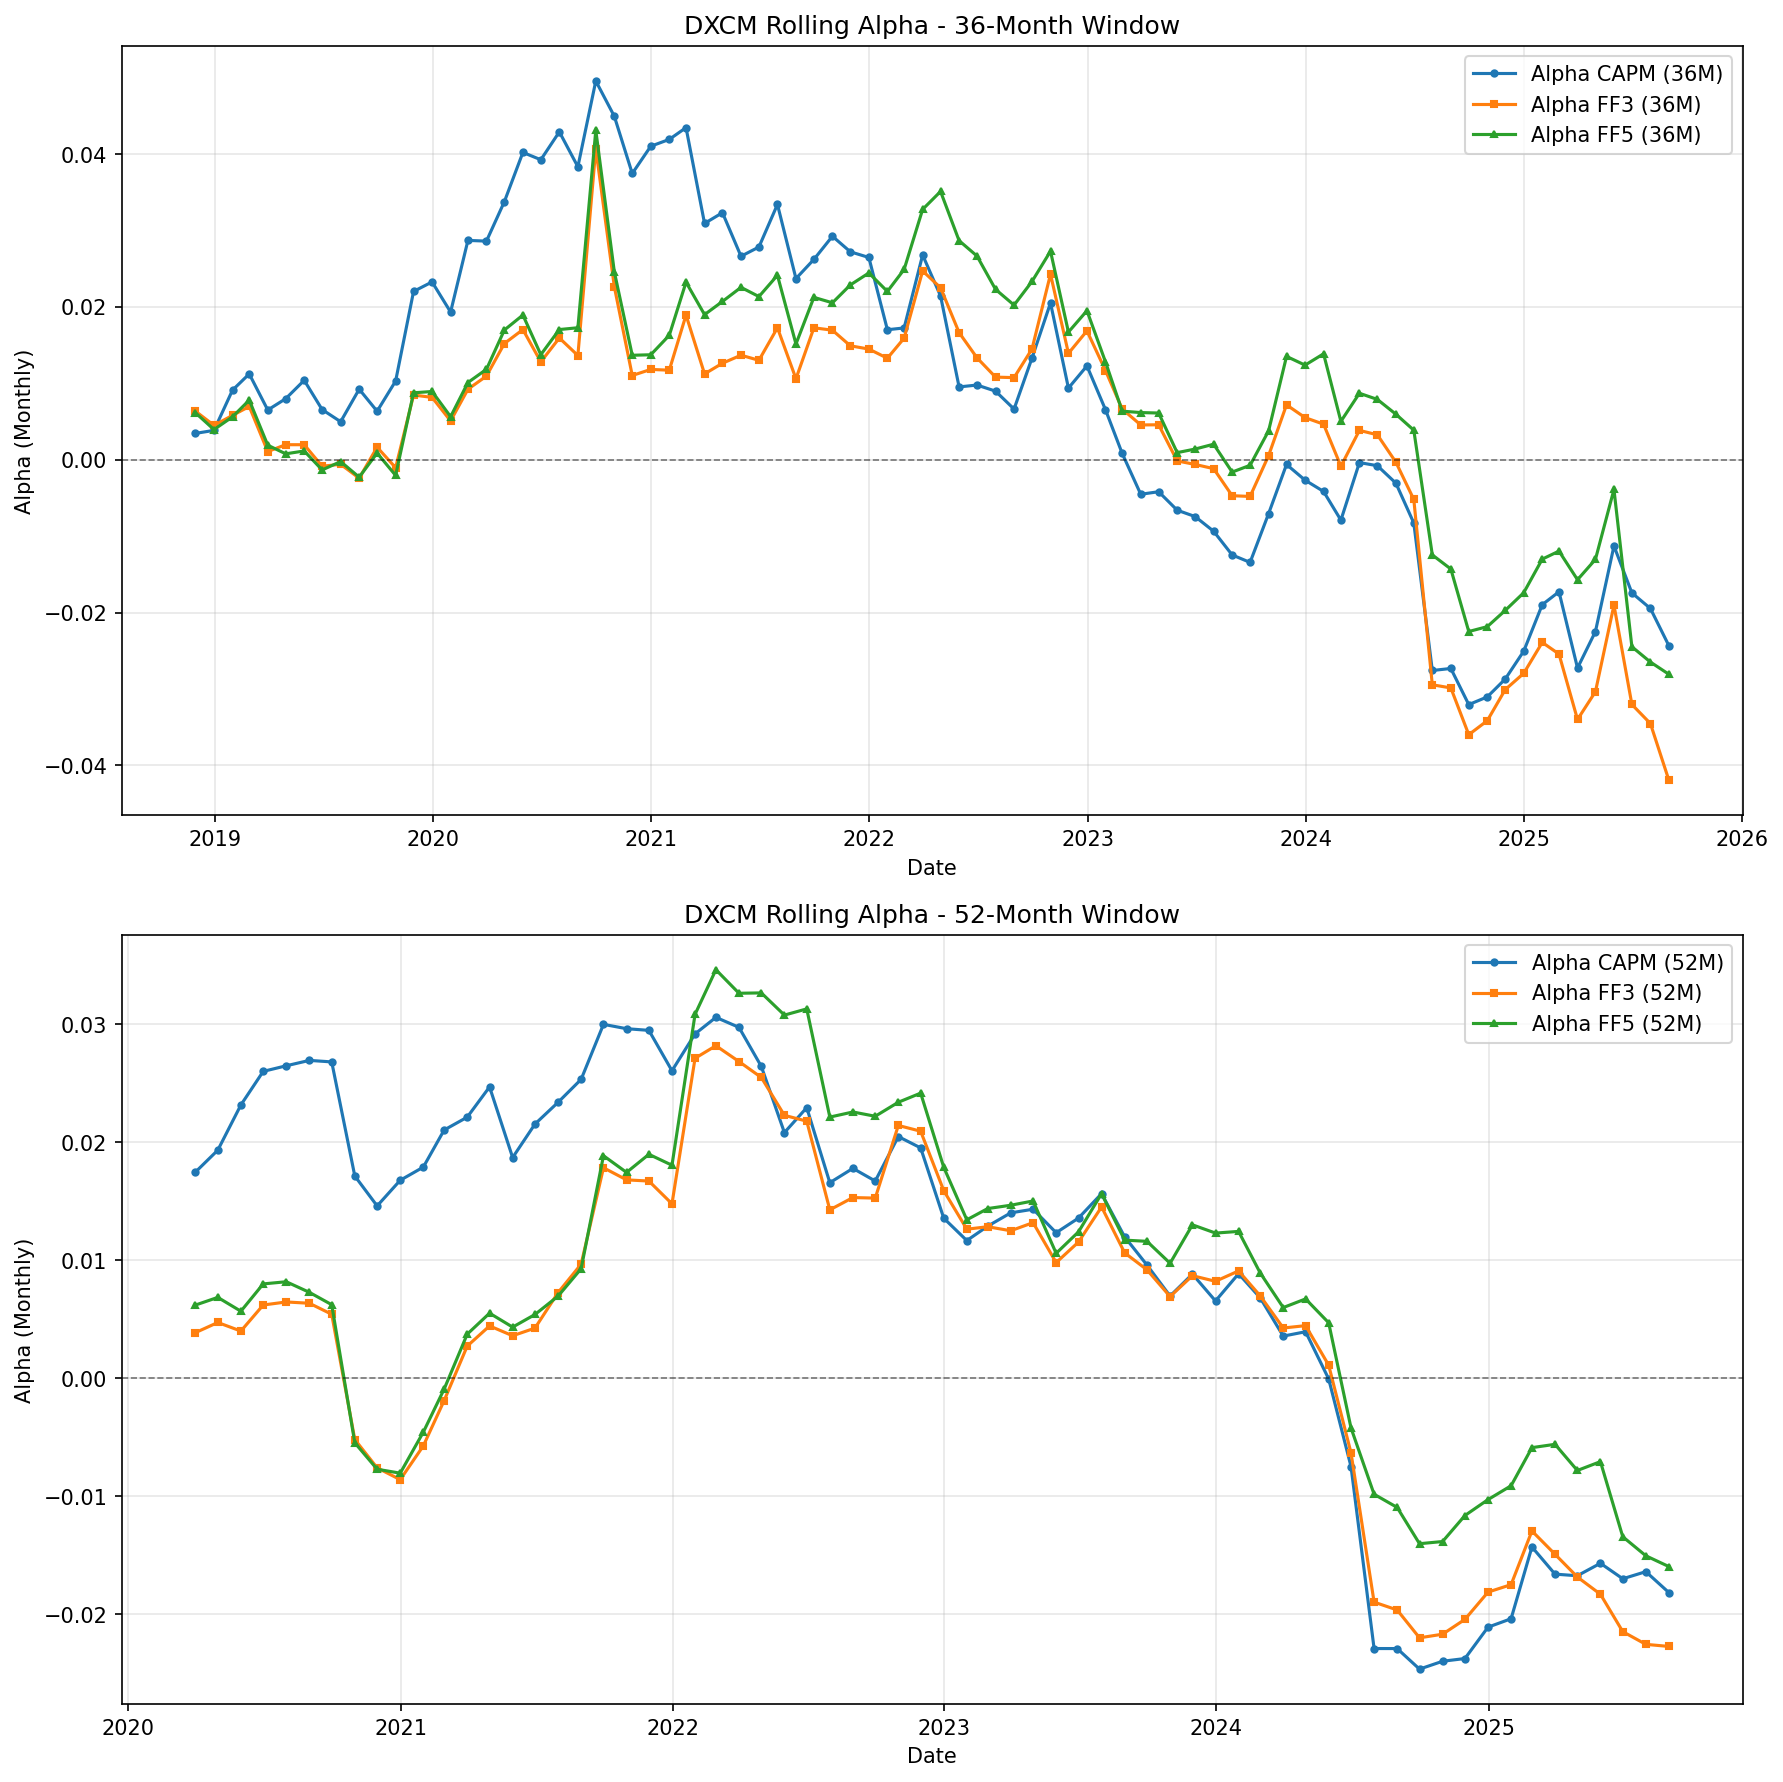 DXCM Rolling Alpha - 36-Month Window
Alpha CAPM (36M)
Alpha FF3 (36M)
Alpha FF5 (36M)
Alpha (Monthly)
0.04
0.02
0.00
−0.02
−0.04
2019 2020 2021 2022 2023 2024 2025 2026
Date
DXCM Rolling Alpha - 52-Month Window
Alpha CAPM (52M)
Alpha FF3 (52M)
Alpha FF5 (52M)
Alpha (Monthly)
0.03
0.02
0.01
0.00
−0.01
−0.02
2020 2021 2022 2023 2024 2025
Date